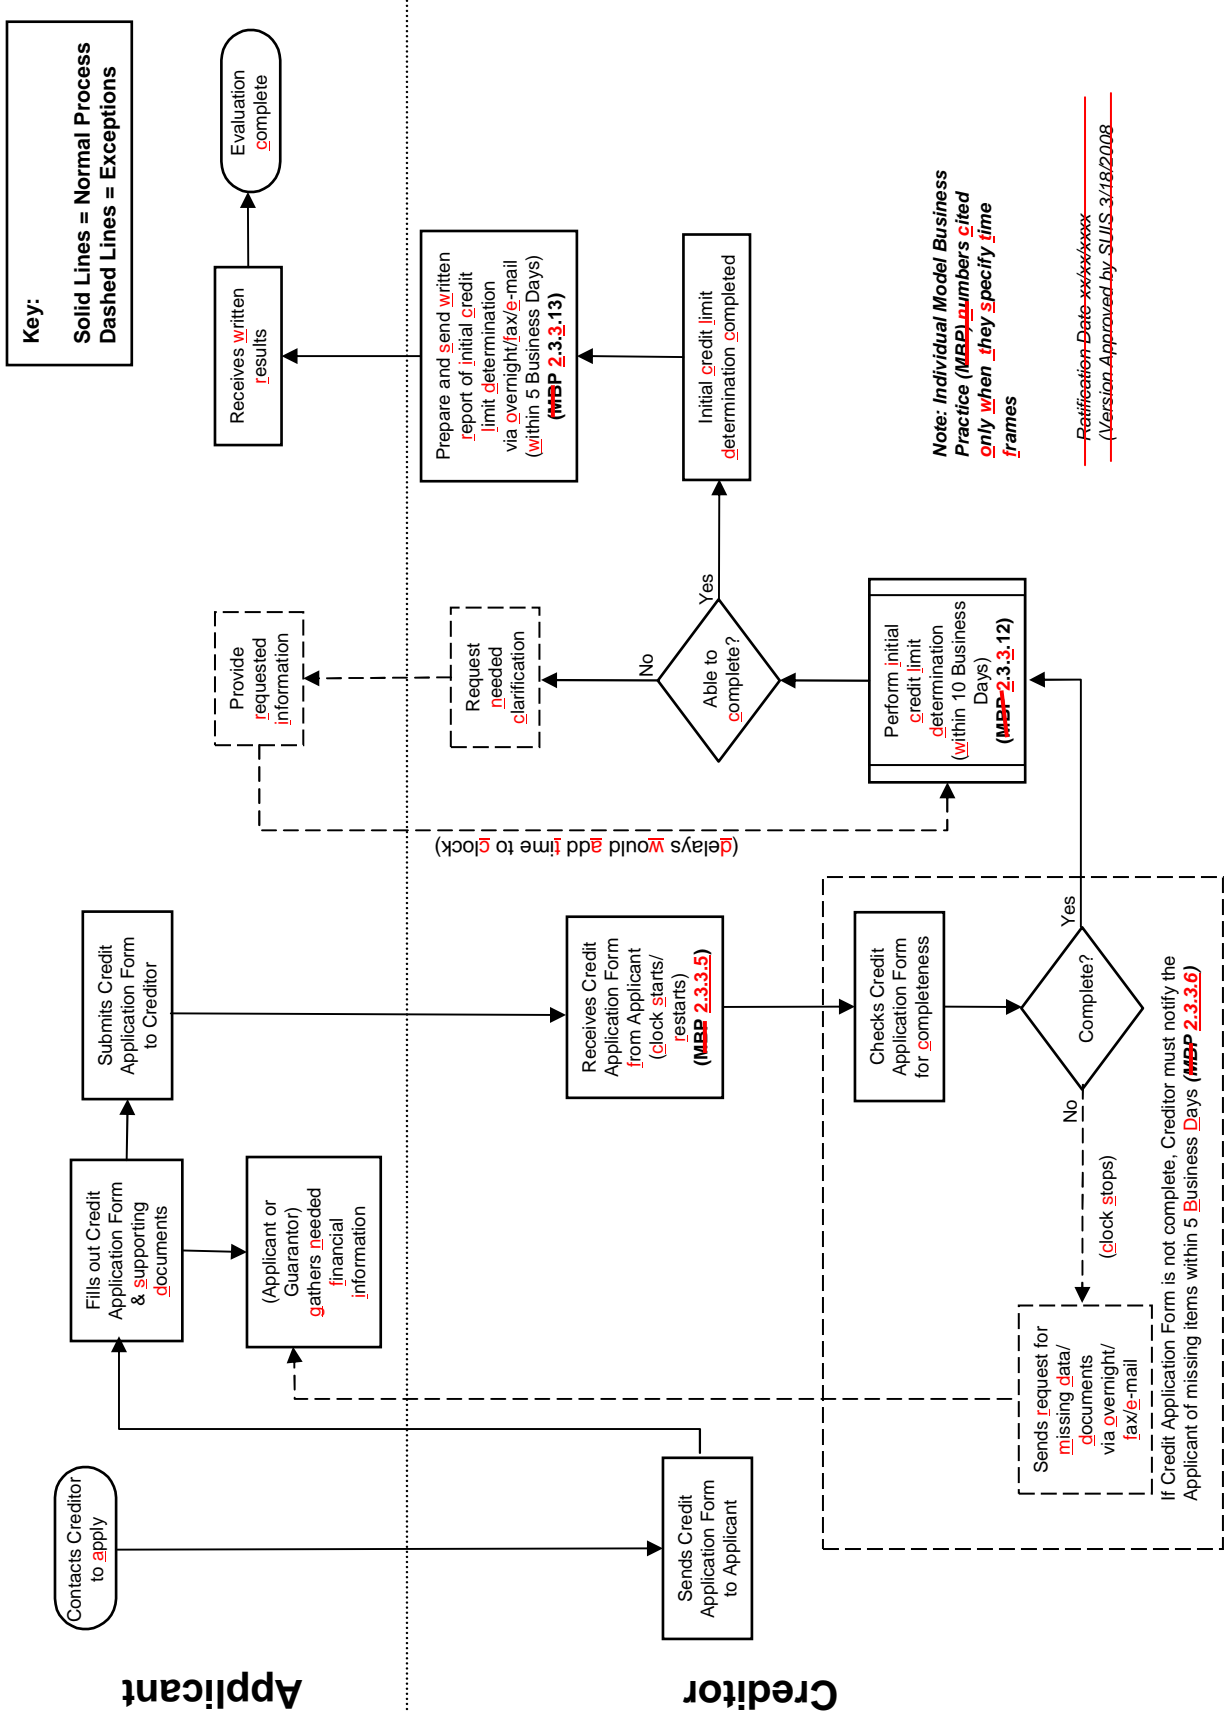 Key:
Solid Lines = Normal Process
Dashed Lines = Exceptions
Applicant
Contacts Creditor
to apply
Fills out Credit
Application Form
& supporting
documents
(Applicant or
Guarantor)
gathers needed
financial
information
Submits Credit
Application Form
to Creditor
Provide
requested
information
Receives written
results
Evaluation
complete
Creditor
Sends Credit
Application Form
to Applicant
Receives Credit
Application Form
from Applicant
(clock starts/
restarts)
(MBP 2.3.3.5)
Checks Credit
Application Form
for completeness
Complete?
No
Yes
(clock stops)
Sends request for
missing data/
documents
via overnight/
fax/e-mail
If Credit Application Form is not complete, Creditor must notify the
Applicant of missing items within 5 Business Days (MBP 2.3.3.6)
(delays would add time to clock)
Request
needed
clarification
No
Able to
complete?
Yes
Perform initial
credit limit
determination
(within 10 Business
Days)
(MBP 2.3.3.12)
Prepare and send written
report of initial credit
limit determination
via overnight/fax/e-mail
(within 5 Business Days)
(MBP 2.3.3.13)
Initial credit limit
determination completed
Note: Individual Model Business
Practice (MBP) numbers cited
only when they specify time
frames
Ratification Date xx/xx/xxxx
(Version Approved by SUIS 3/18/2008